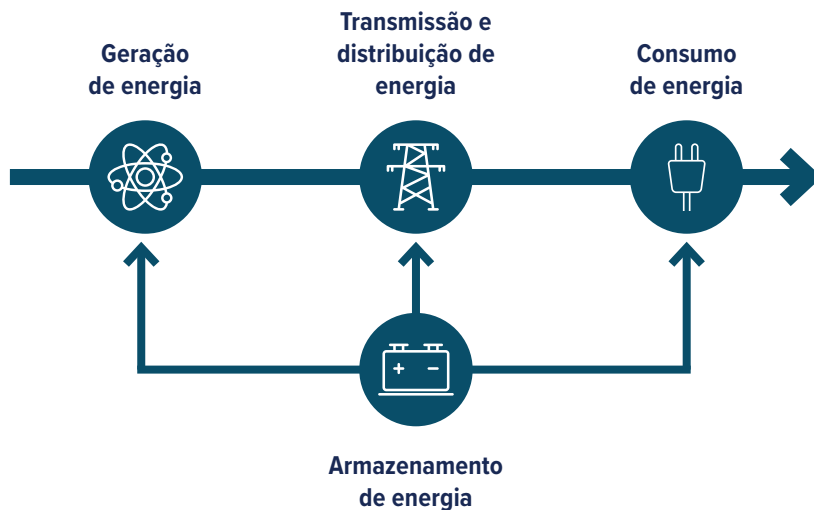 Geração
de energia
Transmissão e
distribuição de
energia
Consumo
de energia
+ −
Armazenamento
de energia